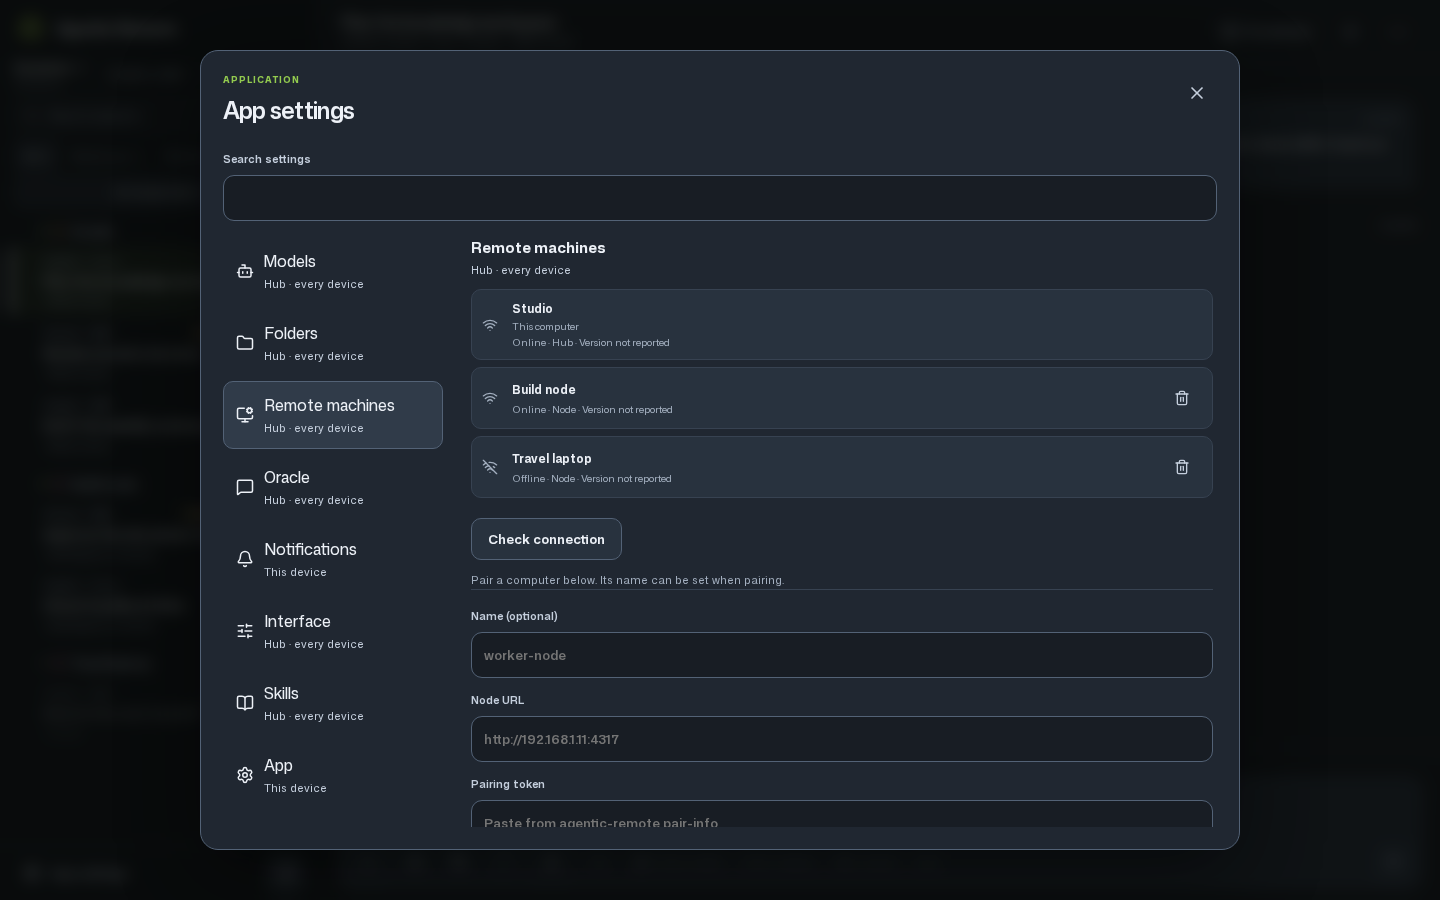 APPLICATION
App settings
Search settings
Models
Hub · every device
Folders
Hub · every device
Remote machines
Hub · every device
Oracle
Hub · every device
Notifications
This device
Interface
Hub · every device
Skills
Hub · every device
App
This device
Remote machines
Hub · every device
Studio
This computer
Online · Hub · Version not reported
Build node
Online · Node · Version not reported
Travel laptop
Offline · Node · Version not reported
Check connection
Pair a computer below. Its name can be set when pairing.
Name (optional)
worker-node
Node URL
http://192.168.1.11:4317
Pairing token
Paste from agentic-remote pair-info